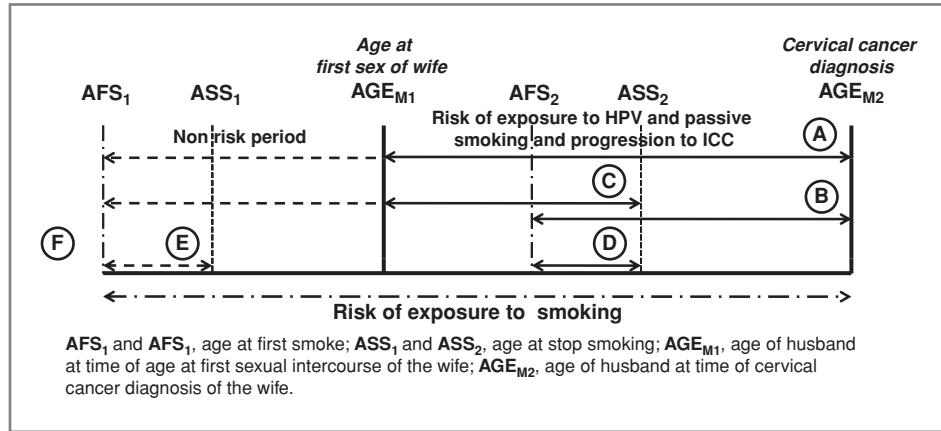 Age at
first sex of wife
Cervical cancer
diagnosis
AFS1 ASS1 AGEM1 AFS2 ASS2 AGEM2
Non risk period
Risk of exposure to HPV and passive
smoking and progression to ICC
A
C
B
F E D
Risk of exposure to smoking
AFS1 and AFS1, age at first smoke; ASS1 and ASS2, age at stop smoking; AGEM1, age of husband
at time of age at first sexual intercourse of the wife; AGEM2, age of husband at time of cervical
cancer diagnosis of the wife.